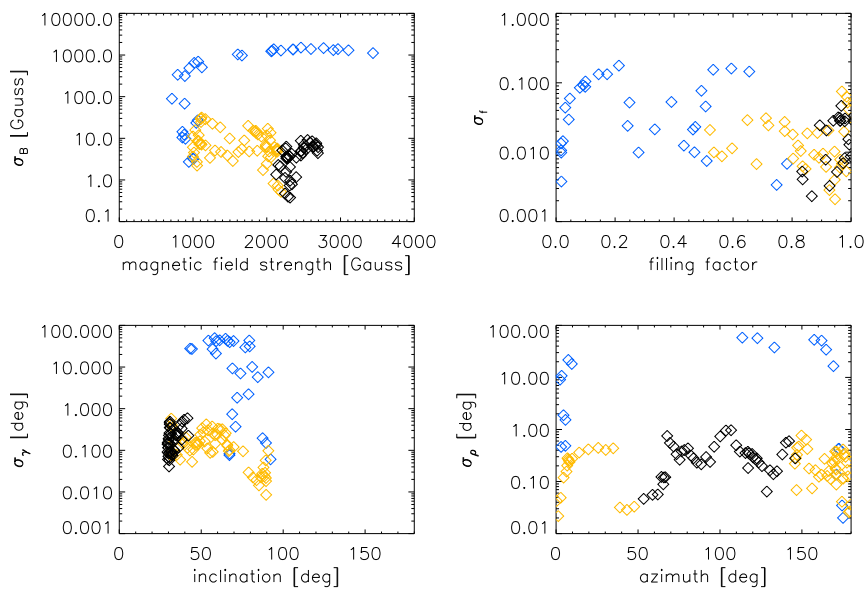 10000.0
1000.0
100.0
10.0
1.0
0.1
σB [Gauss]
0 1000 2000 3000 4000
magnetic field strength [Gauss]
1.000
0.100
0.010
0.001
σf
0.0 0.2 0.4 0.6 0.8 1.0
filling factor
100.000
10.000
1.000
0.100
0.010
0.001
σγ [deg]
0 50 100 150
inclination [deg]
100.00
10.00
1.00
0.10
0.01
σρ [deg]
0 50 100 150
azimuth [deg]